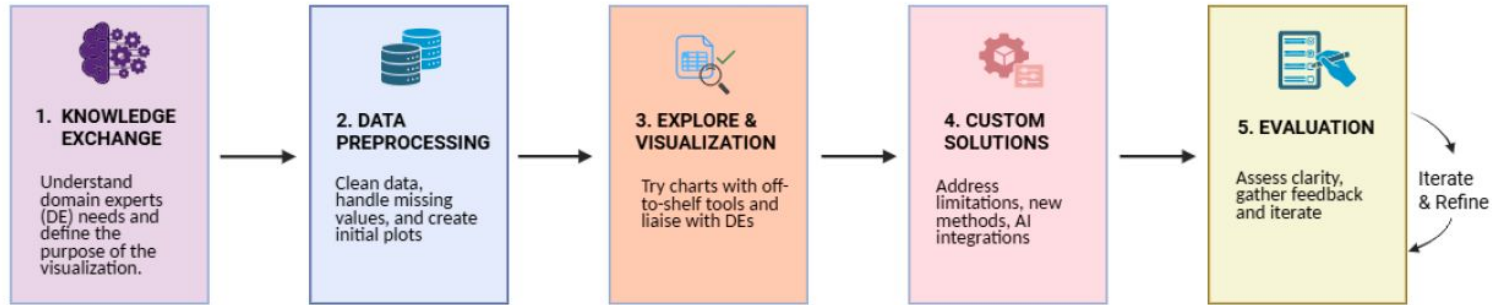 1. KNOWLEDGE
EXCHANGE
Understand
domain experts
(DE) needs and
define the
purpose of the
visualization.
2. DATA
PREPROCESSING
Clean data,
handle missing
values, and create
initial plots
3. EXPLORE &
VISUALIZATION
Try charts with off-
to-shelf tools and
liaise with DEs
4. CUSTOM
SOLUTIONS
Address
limitations, new
methods, AI
integrations
5. EVALUATION
Assess clarity,
gather feedback
and iterate
Iterate
& Refine